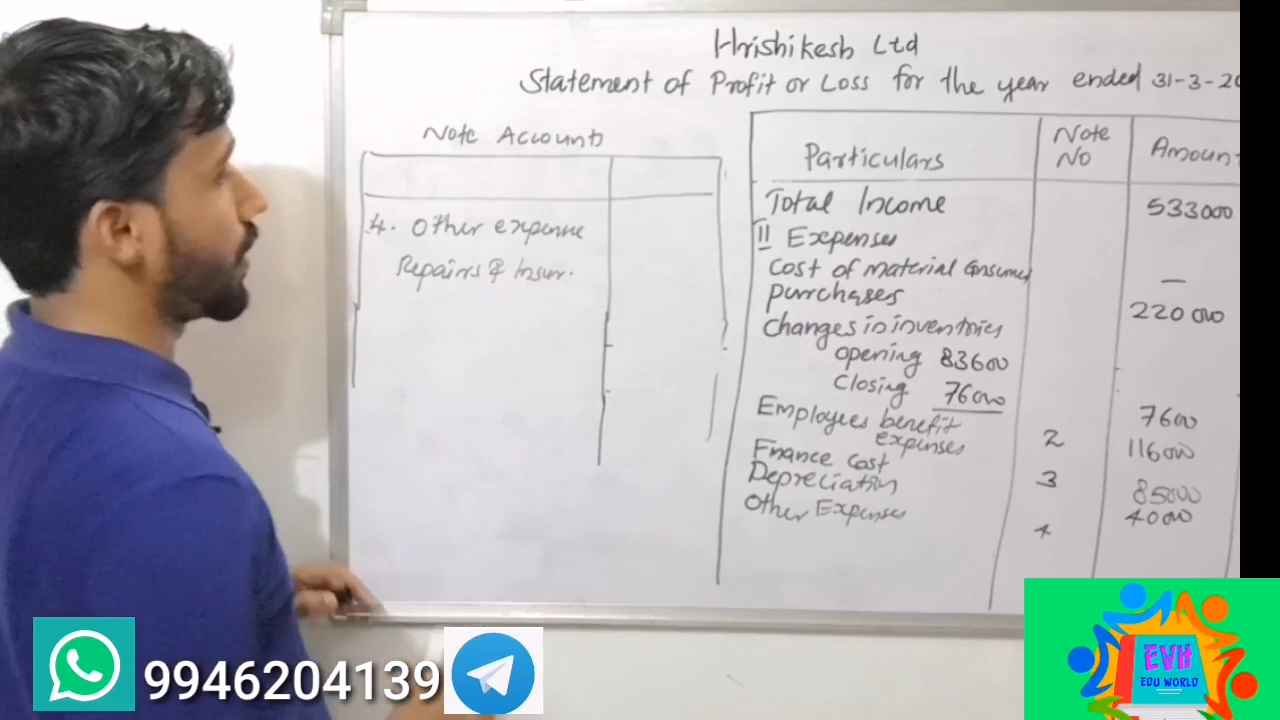 Hrishikesh Ltd
Statement of Profit or Loss for the year ended 31-3-20
Note Accounts
4. Other expense
Repairs & Insur.
Particulars
Note No
Amount
Total Income 533000
II Expenses
Cost of material Consumed —
purchases 220000
Changes in inventories
opening 83600
Closing 76000
7600
Employees benefit expenses 2 116000
Finance cost 3 85000
Depreciation 40000
Other Expenses 4
9946204139
EVH
EDU WORLD